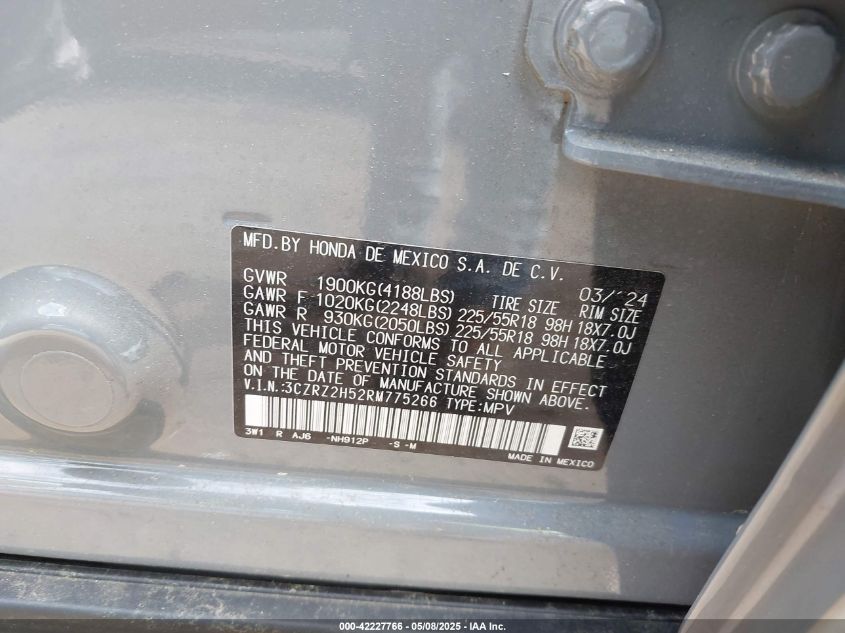 MFD. BY HONDA DE MEXICO S.A. DE C.V.
03/'24
GVWR 1900KG(4188LBS) TIRE SIZE RIM SIZE
GAWR F 1020KG(2248LBS) 225/55R18 98H 18X7.0J
GAWR R 930KG(2050LBS) 225/55R18 98H 18X7.0J
THIS VEHICLE CONFORMS TO ALL APPLICABLE
FEDERAL MOTOR VEHICLE SAFETY
AND THEFT PREVENTION STANDARDS IN EFFECT
ON THE DATE OF MANUFACTURE SHOWN ABOVE.
V.I.N.:3CZRZ2H52RM775266 TYPE:MPV
3W1 R AJ6 -NH912P -S -M
MADE IN MEXICO
000-42227766 - 05/08/2025 - IAA Inc.